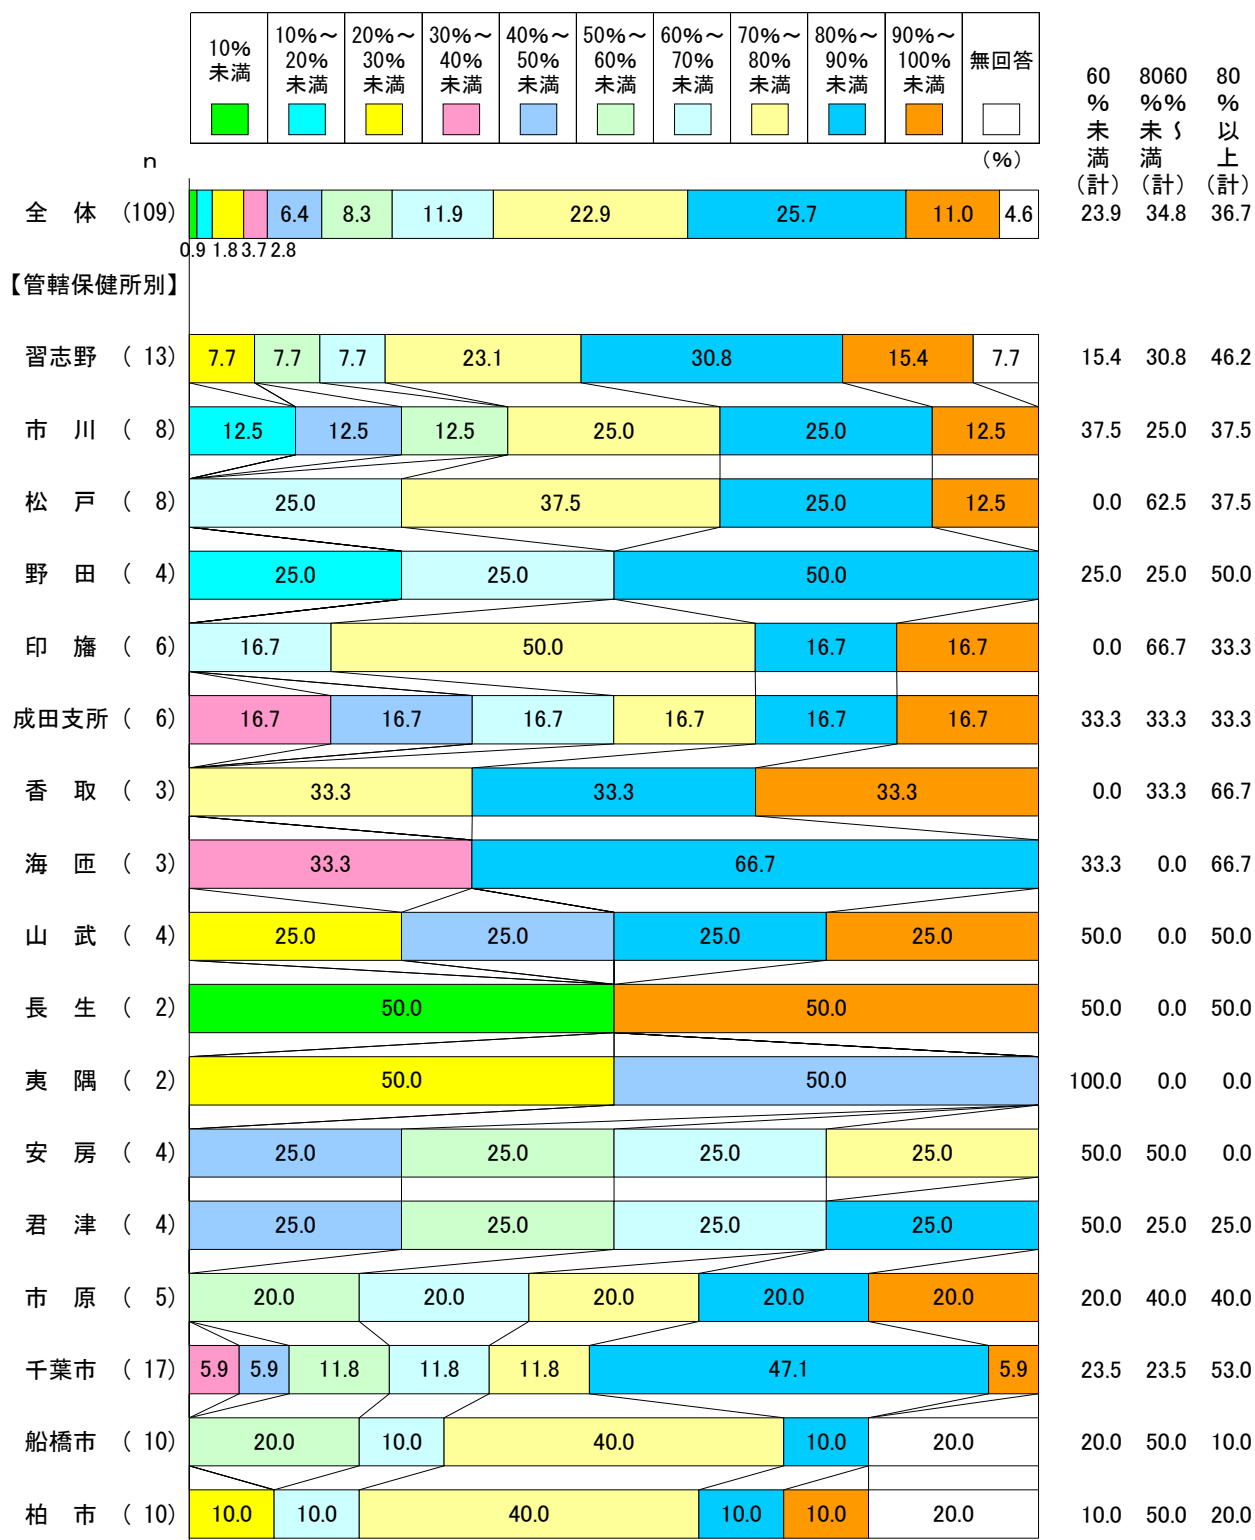 10%未満 10%～20%未満 20%～30%未満 30%～40%未満 40%～50%未満 50%～60%未満 60%～70%未満 70%～80%未満 80%～90%未満 90%～100%未満 無回答
60%未満(計) 60%～80%未満(計) 80%以上(計)
n (%)
全体 (109) 6.4 8.3 11.9 22.9 25.7 11.0 4.6 23.9 34.8 36.7
0.9 1.8 3.7 2.8
【管轄保健所別】
習志野 ( 13) 7.7 7.7 7.7 23.1 30.8 15.4 7.7 15.4 30.8 46.2
市川 ( 8) 12.5 12.5 12.5 25.0 25.0 12.5 37.5 25.0 37.5
松戸 ( 8) 25.0 37.5 25.0 12.5 0.0 62.5 37.5
野田 ( 4) 25.0 25.0 50.0 25.0 25.0 50.0
印旛 ( 6) 16.7 50.0 16.7 16.7 0.0 66.7 33.3
成田支所 ( 6) 16.7 16.7 16.7 16.7 16.7 16.7 33.3 33.3 33.3
香取 ( 3) 33.3 33.3 33.3 0.0 33.3 66.7
海匝 ( 3) 33.3 66.7 33.3 0.0 66.7
山武 ( 4) 25.0 25.0 25.0 25.0 50.0 0.0 50.0
長生 ( 2) 50.0 50.0 50.0 0.0 50.0
夷隅 ( 2) 50.0 50.0 100.0 0.0 0.0
安房 ( 4) 25.0 25.0 25.0 25.0 50.0 50.0 0.0
君津 ( 4) 25.0 25.0 25.0 25.0 50.0 25.0 25.0
市原 ( 5) 20.0 20.0 20.0 20.0 20.0 20.0 40.0 40.0
千葉市 ( 17) 5.9 5.9 11.8 11.8 11.8 47.1 5.9 23.5 23.5 53.0
船橋市 ( 10) 20.0 10.0 40.0 10.0 20.0 20.0 50.0 10.0
柏市 ( 10) 10.0 10.0 40.0 10.0 10.0 20.0 10.0 50.0 20.0